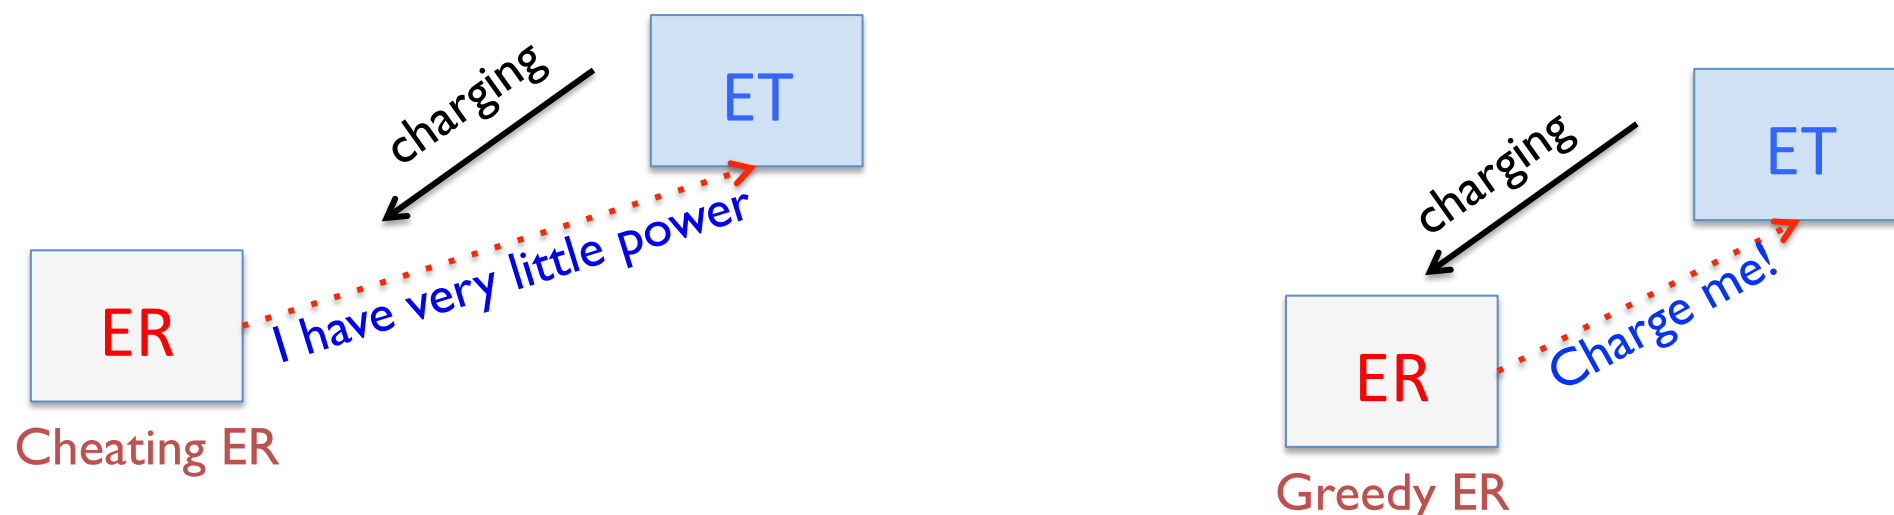 charging
ET
I have very little power
ER
Cheating ER
charging
ET
Charge me!
ER
Greedy ER